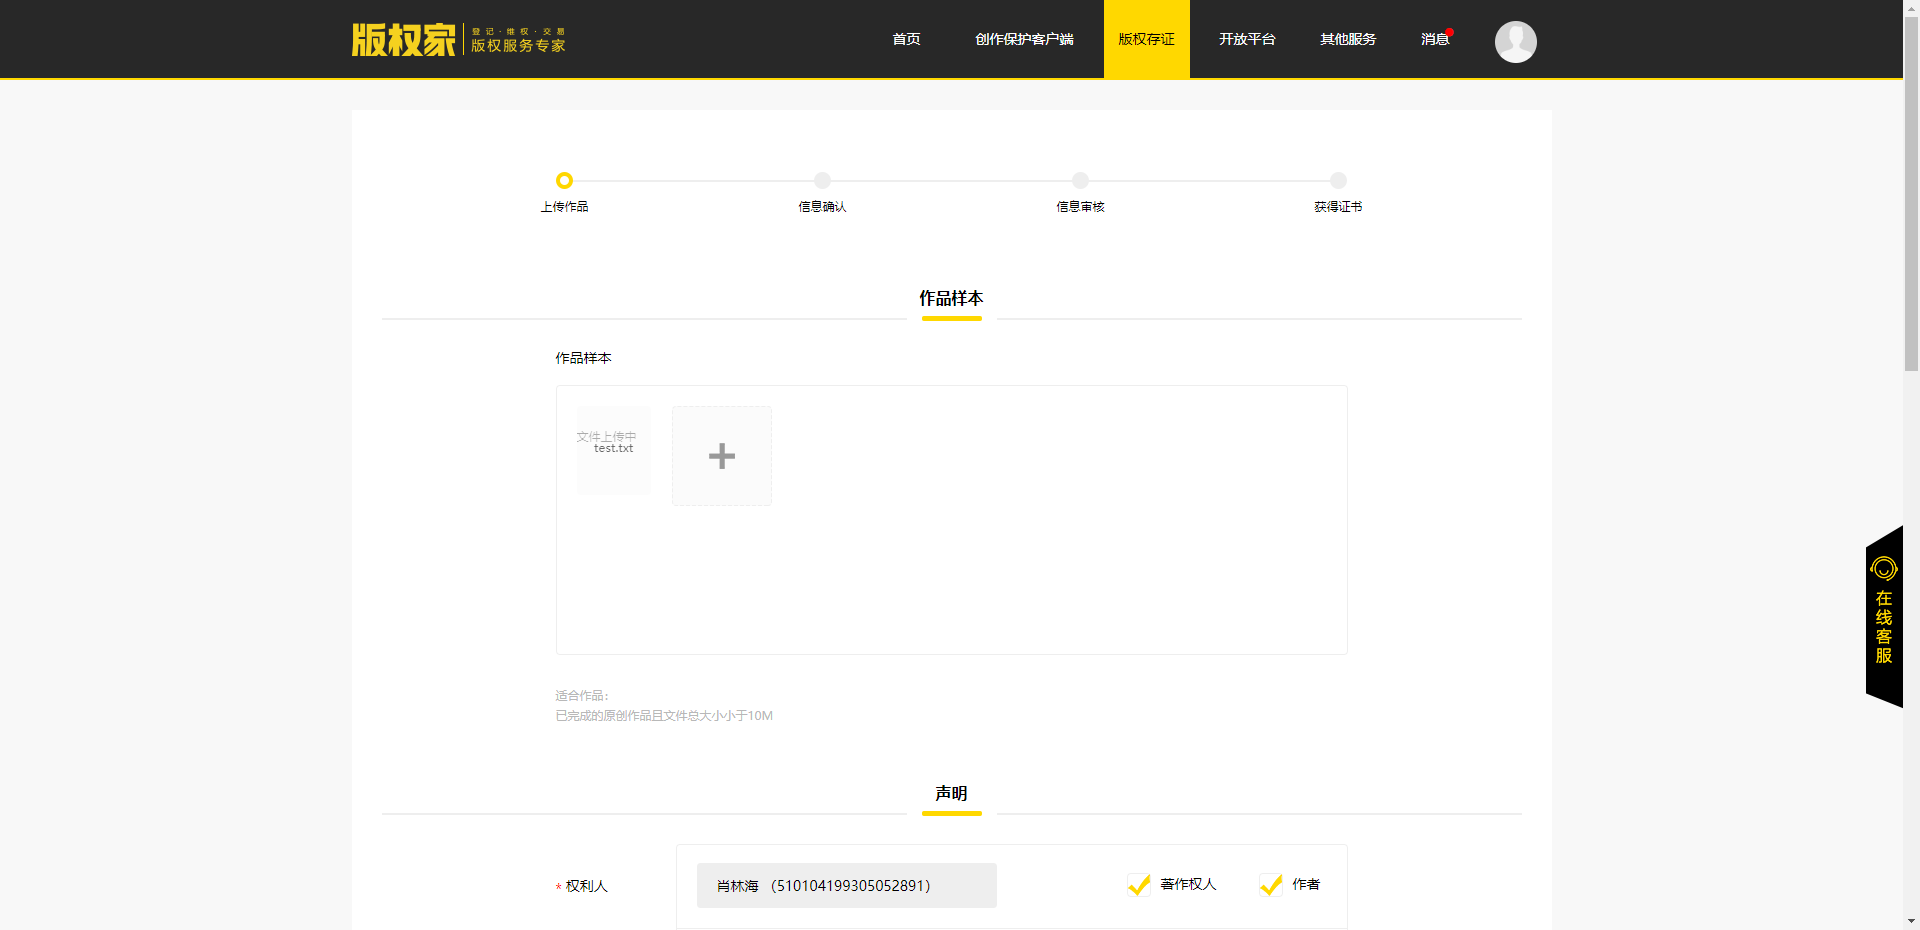 版权家
登记·维权·交易
版权服务专家
首页
创作保护客户端
版权存证
开放平台
其他服务
消息
上传作品
信息确认
信息审核
获得证书
作品样本
作品样本
文件上传中
test.txt
适合作品:
已完成的原创作品且文件总大小小于10M
声明
* 权利人
肖林海 （510104199305052891）
著作权人
作者
在线客服